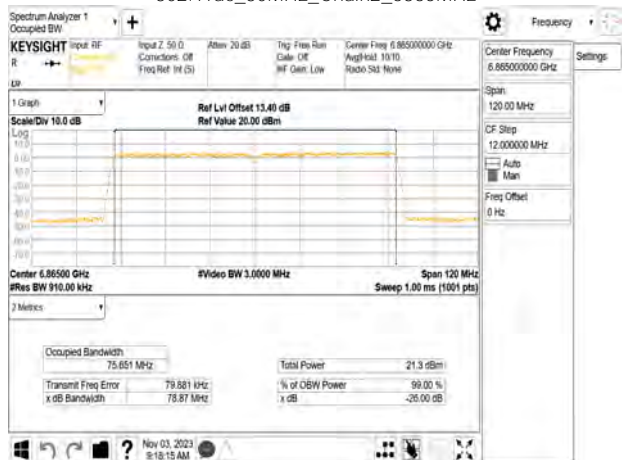 Spectrum Analyzer 1
Occupied BW
Frequency
KEYSIGHT
Input: RF
Input Z: 50 Ω
Corrections: Off
Freq Ref: Int (S)
Atten: 20 dB
Trig: Free Run
Gate: Off
#IF Gain: Low
Center Freq: 6.865000000 GHz
Avg|Hold: 10/10
Radio Std: None
R
Center Frequency
6.865000000 GHz
Settings
Span
120.00 MHz
CF Step
12.000000 MHz
Auto
Man
Freq Offset
0 Hz
1 Graph
Scale/Div 10.0 dB
Ref Lvl Offset 13.40 dB
Ref Value 20.00 dBm
Log
10.0
0.00
Center 6.86500 GHz
#Res BW 910.00 kHz
#Video BW 3.0000 MHz
Span 120 MHz
Sweep 1.00 ms (1001 pts)
2 Metrics
Occupied Bandwidth
75.651 MHz
Total Power
21.3 dBm
Transmit Freq Error
79.881 kHz
% of OBW Power
99.00 %
x dB Bandwidth
78.87 MHz
x dB
-26.00 dB
Nov 03, 2023
9:18:15 AM